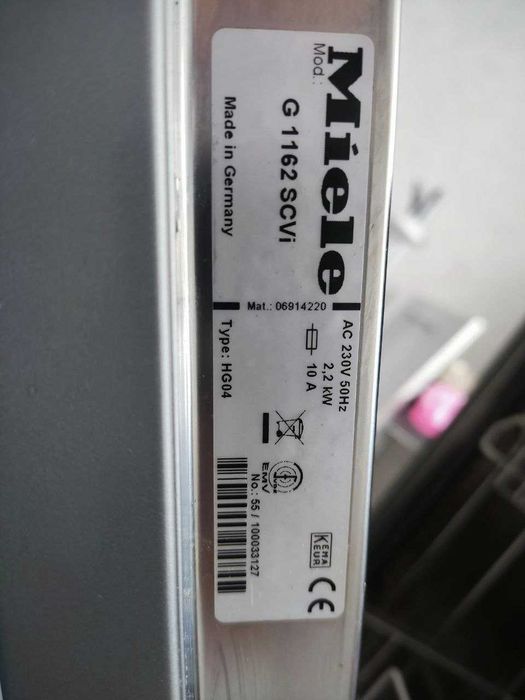 Miele
Mod.:
G 1162 SCVi
Made in Germany
Mat.: 06914220
AC 230V 50Hz
2,2 kW
10 A
Type: HG04
EMV
No.: 55 / 100033127
KEMA
KEUR
CE